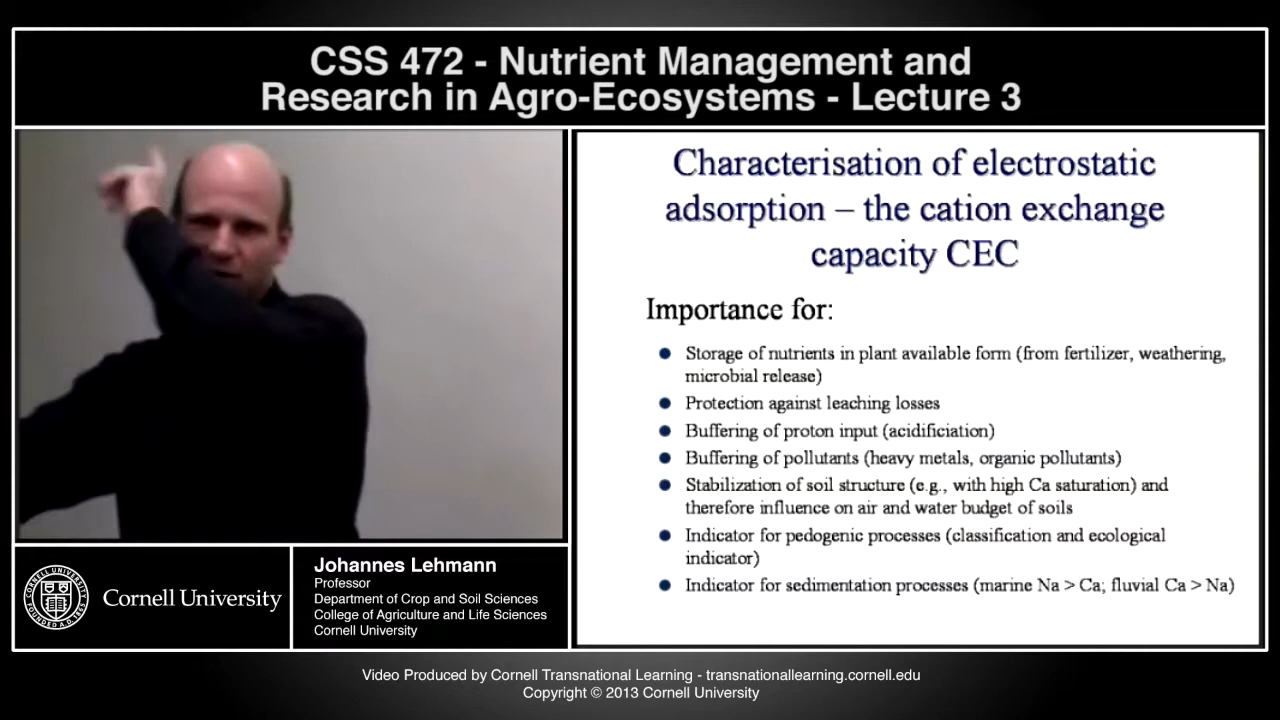 CSS 472 - Nutrient Management and
Research in Agro-Ecosystems - Lecture 3
Characterisation of electrostatic
adsorption – the cation exchange
capacity CEC
Importance for:
● Storage of nutrients in plant available form (from fertilizer, weathering,
microbial release)
● Protection against leaching losses
● Buffering of proton input (acidificiation)
● Buffering of pollutants (heavy metals, organic pollutants)
● Stabilization of soil structure (e.g., with high Ca saturation) and
therefore influence on air and water budget of soils
● Indicator for pedogenic processes (classification and ecological
indicator)
● Indicator for sedimentation processes (marine Na > Ca; fluvial Ca > Na)
Cornell University
Johannes Lehmann
Professor
Department of Crop and Soil Sciences
College of Agriculture and Life Sciences
Cornell University
Video Produced by Cornell Transnational Learning - transnationallearning.cornell.edu
Copyright © 2013 Cornell University